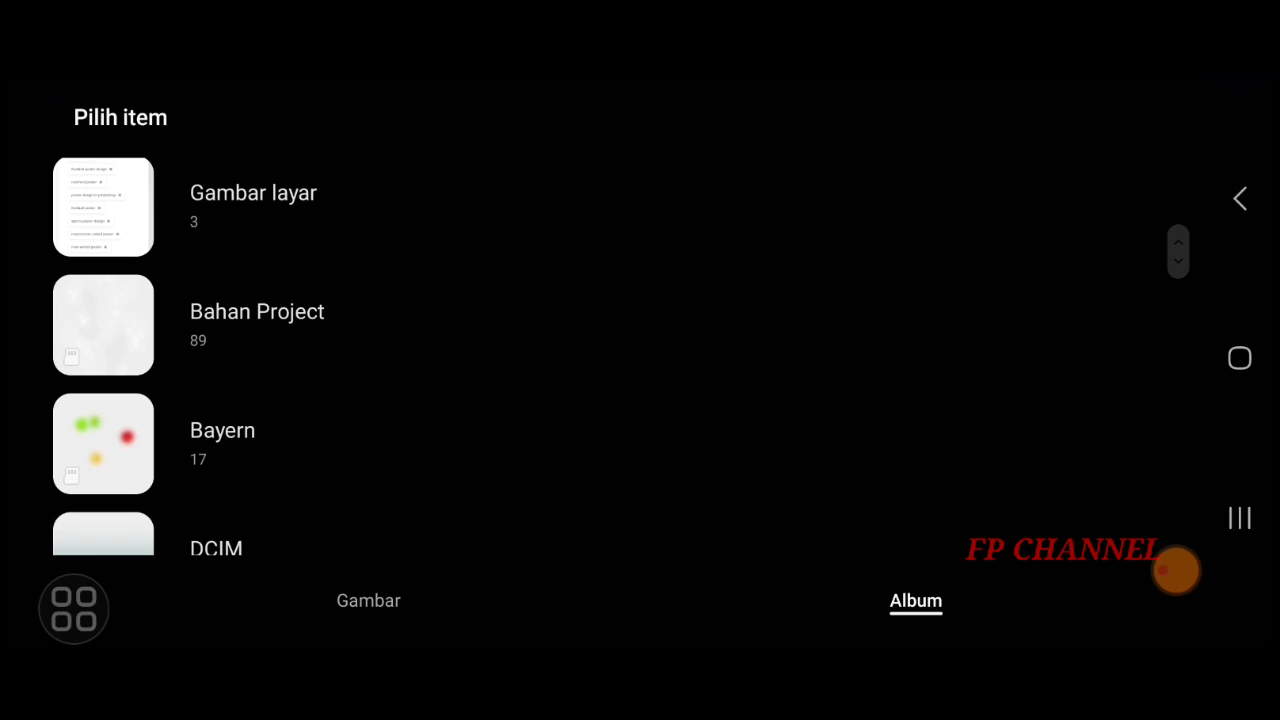 Pilih item
Gambar layar
3
Bahan Project
89
Bayern
17
DCIM
FP CHANNEL
Gambar
Album